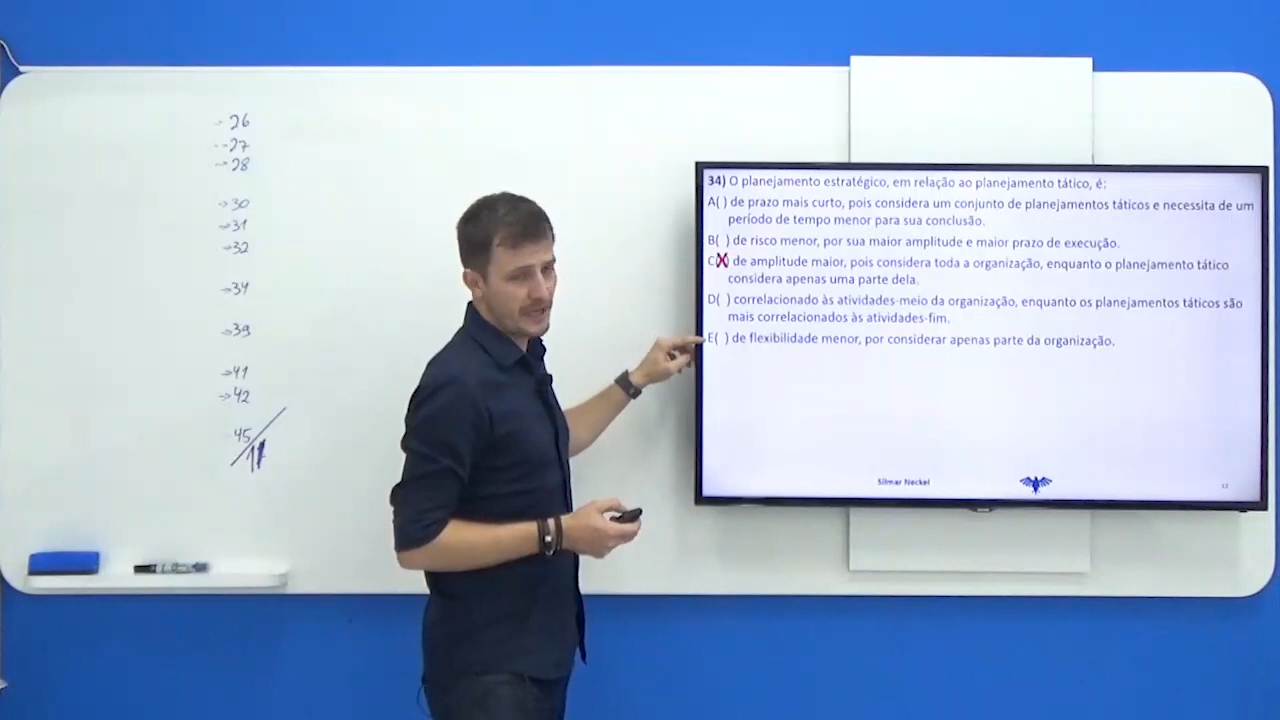 26
27
28
30
31
32
34
39
41
42
45
11
34) O planejamento estratégico, em relação ao planejamento tático, é:
A( ) de prazo mais curto, pois considera um conjunto de planejamentos táticos e necessita de um
período de tempo menor para sua conclusão.
B( ) de risco menor, por sua maior amplitude e maior prazo de execução.
C(X) de amplitude maior, pois considera toda a organização, enquanto o planejamento tático
considera apenas uma parte dela.
D( ) correlacionado às atividades-meio da organização, enquanto os planejamentos táticos são
mais correlacionados às atividades-fim.
E( ) de flexibilidade menor, por considerar apenas parte da organização.
Silmar Neckel